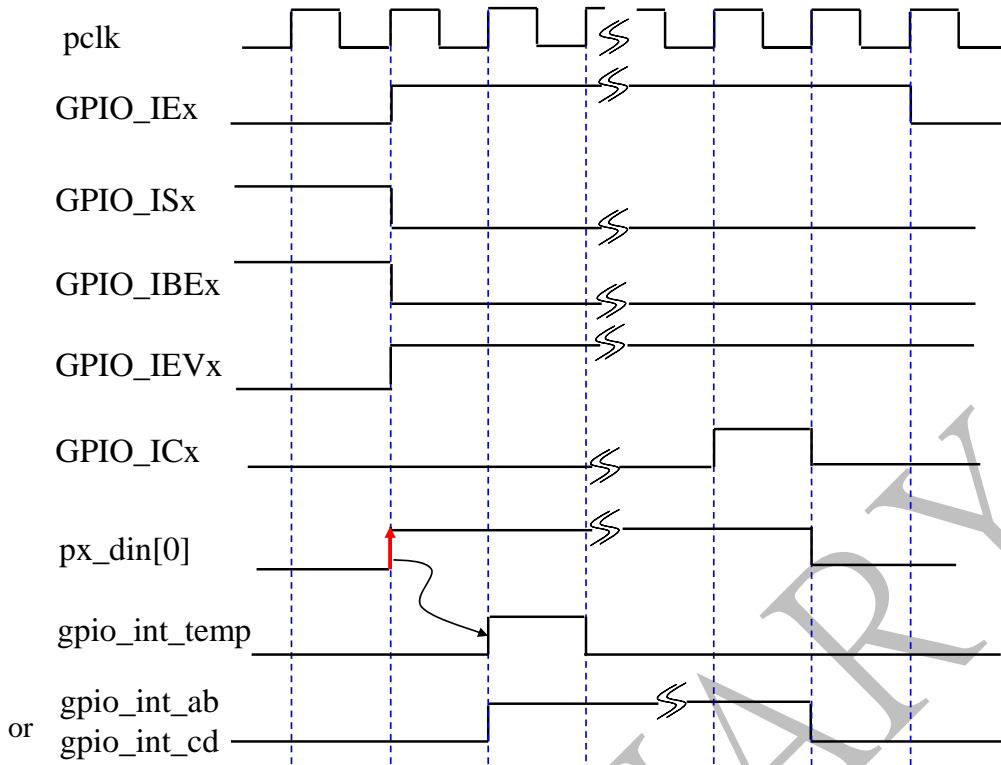 pclk
GPIO_IEx
GPIO_ISx
GPIO_IBEx
GPIO_IEVx
GPIO_ICx
px_din[0]
gpio_int_temp
gpio_int_ab
or
gpio_int_cd